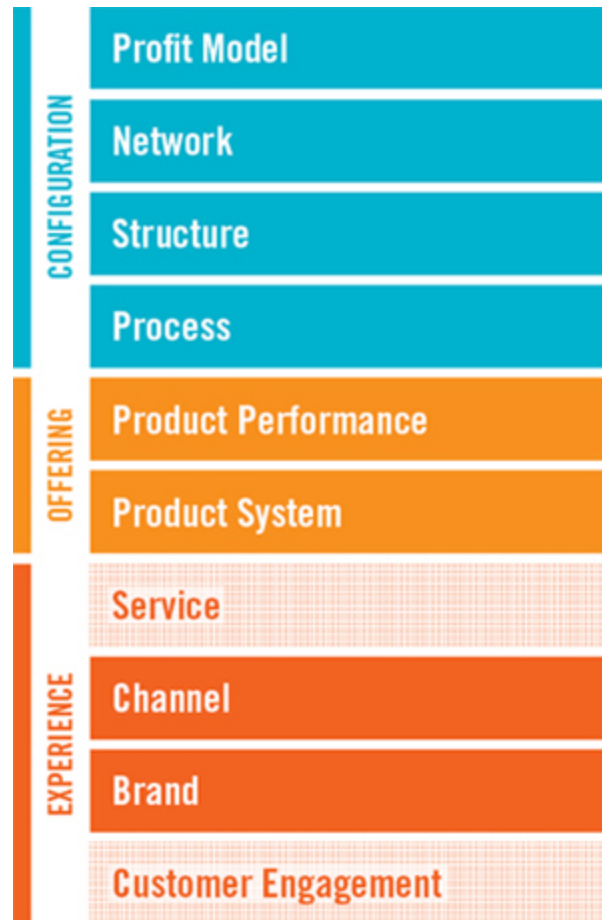 CONFIGURATION
Profit Model
Network
Structure
Process
OFFERING
Product Performance
Product System
EXPERIENCE
Service
Channel
Brand
Customer Engagement